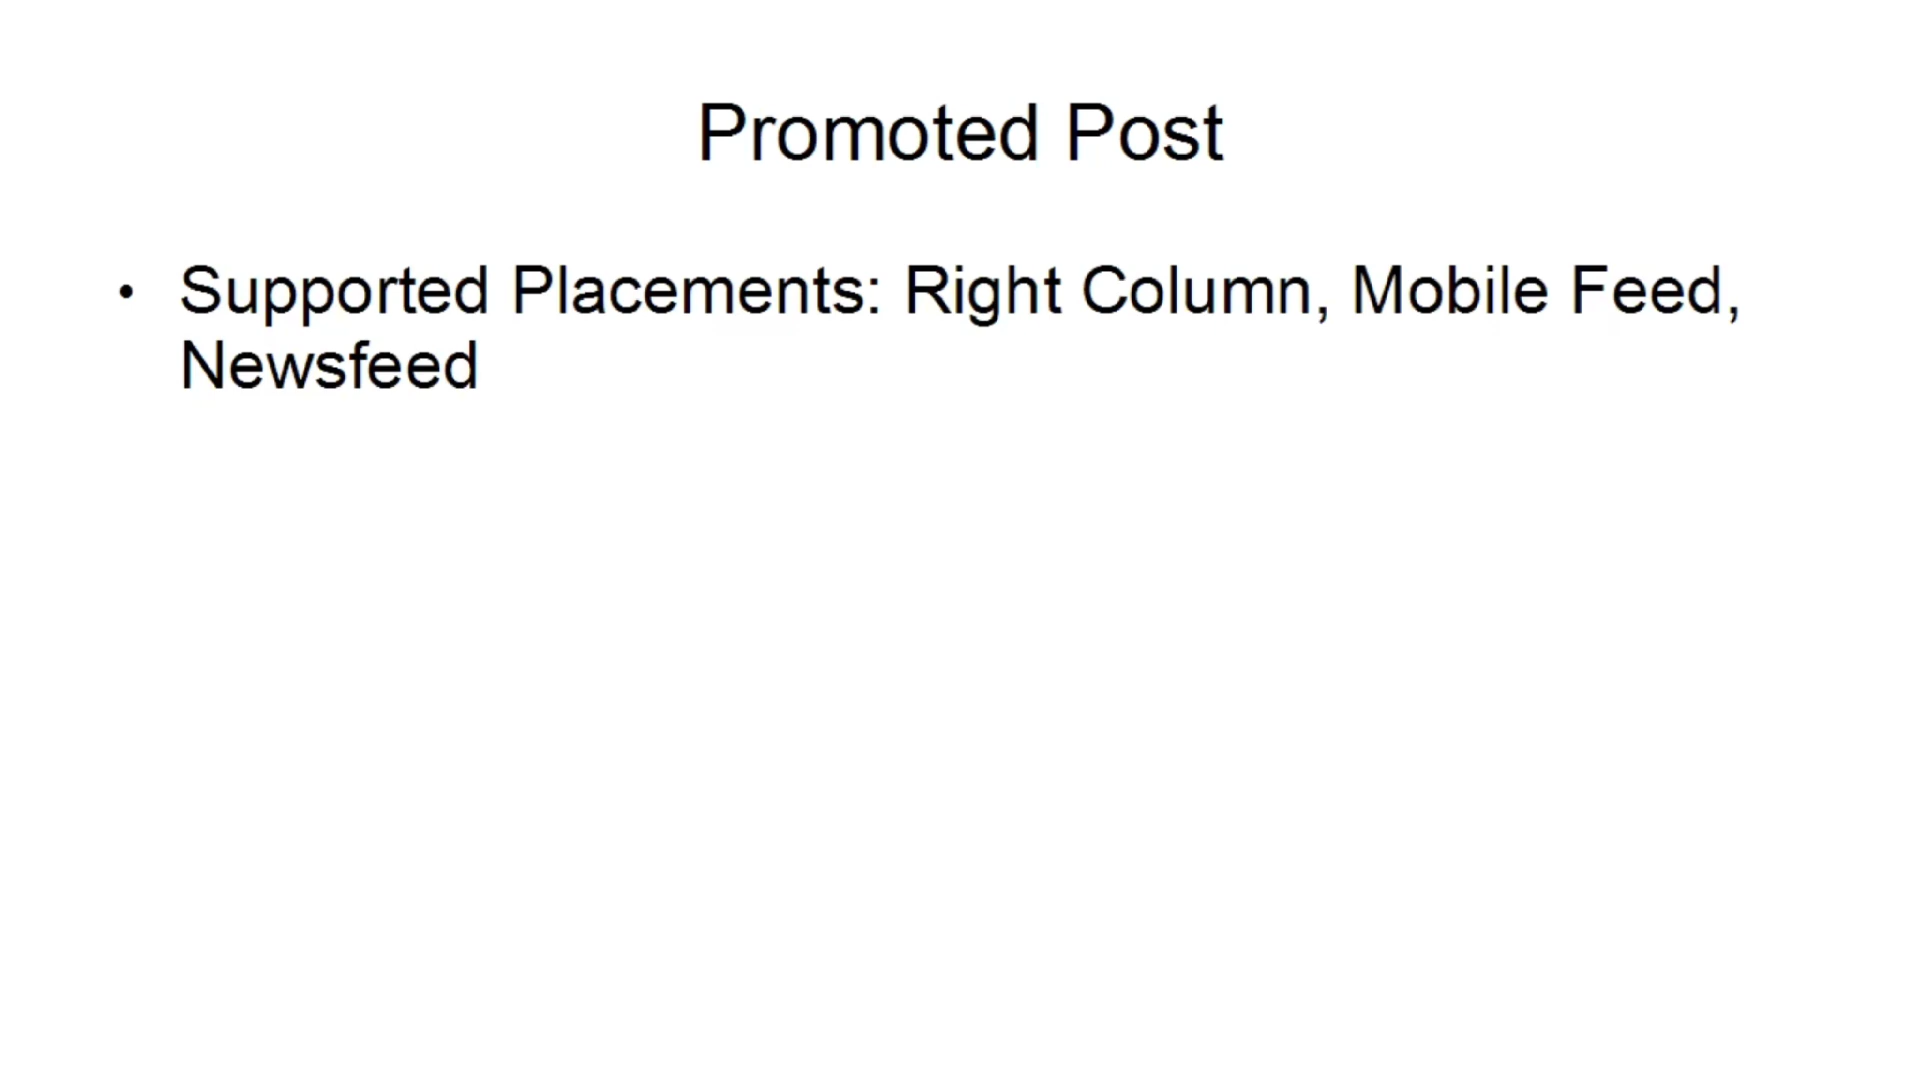 Promoted Post
• Supported Placements: Right Column, Mobile Feed,
Newsfeed